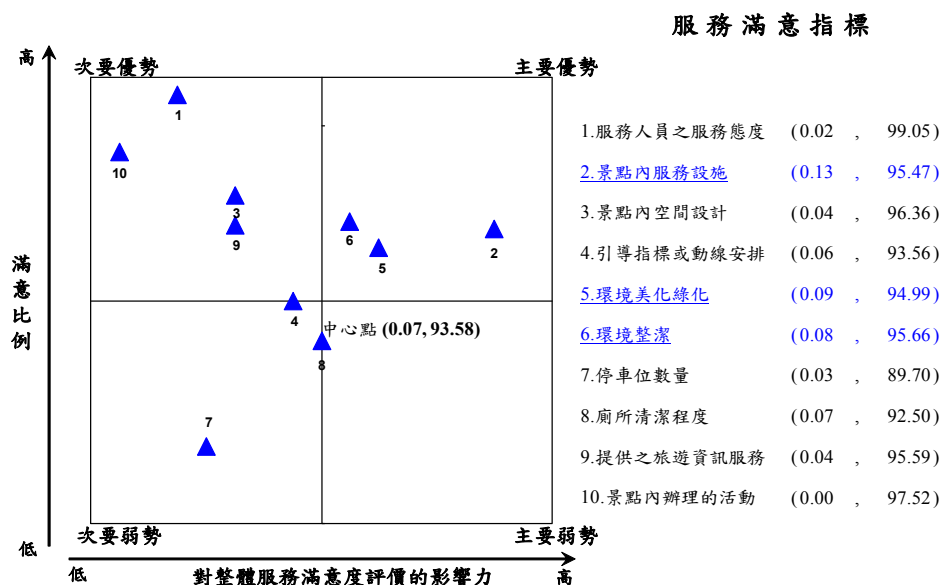 服務滿意指標
高
次要優勢
主要優勢
1
10
3
9
6
5
2
4
中心點 (0.07, 93.58)
8
7
滿意比例
次要弱勢
主要弱勢
低
低
對整體服務滿意度評價的影響力
高
1.服務人員之服務態度 (0.02 , 99.05)
2.景點內服務設施 (0.13 , 95.47)
3.景點內空間設計 (0.04 , 96.36)
4.引導指標或動線安排 (0.06 , 93.56)
5.環境美化綠化 (0.09 , 94.99)
6.環境整潔 (0.08 , 95.66)
7.停車位數量 (0.03 , 89.70)
8.廁所清潔程度 (0.07 , 92.50)
9.提供之旅遊資訊服務 (0.04 , 95.59)
10.景點內辦理的活動 (0.00 , 97.52)